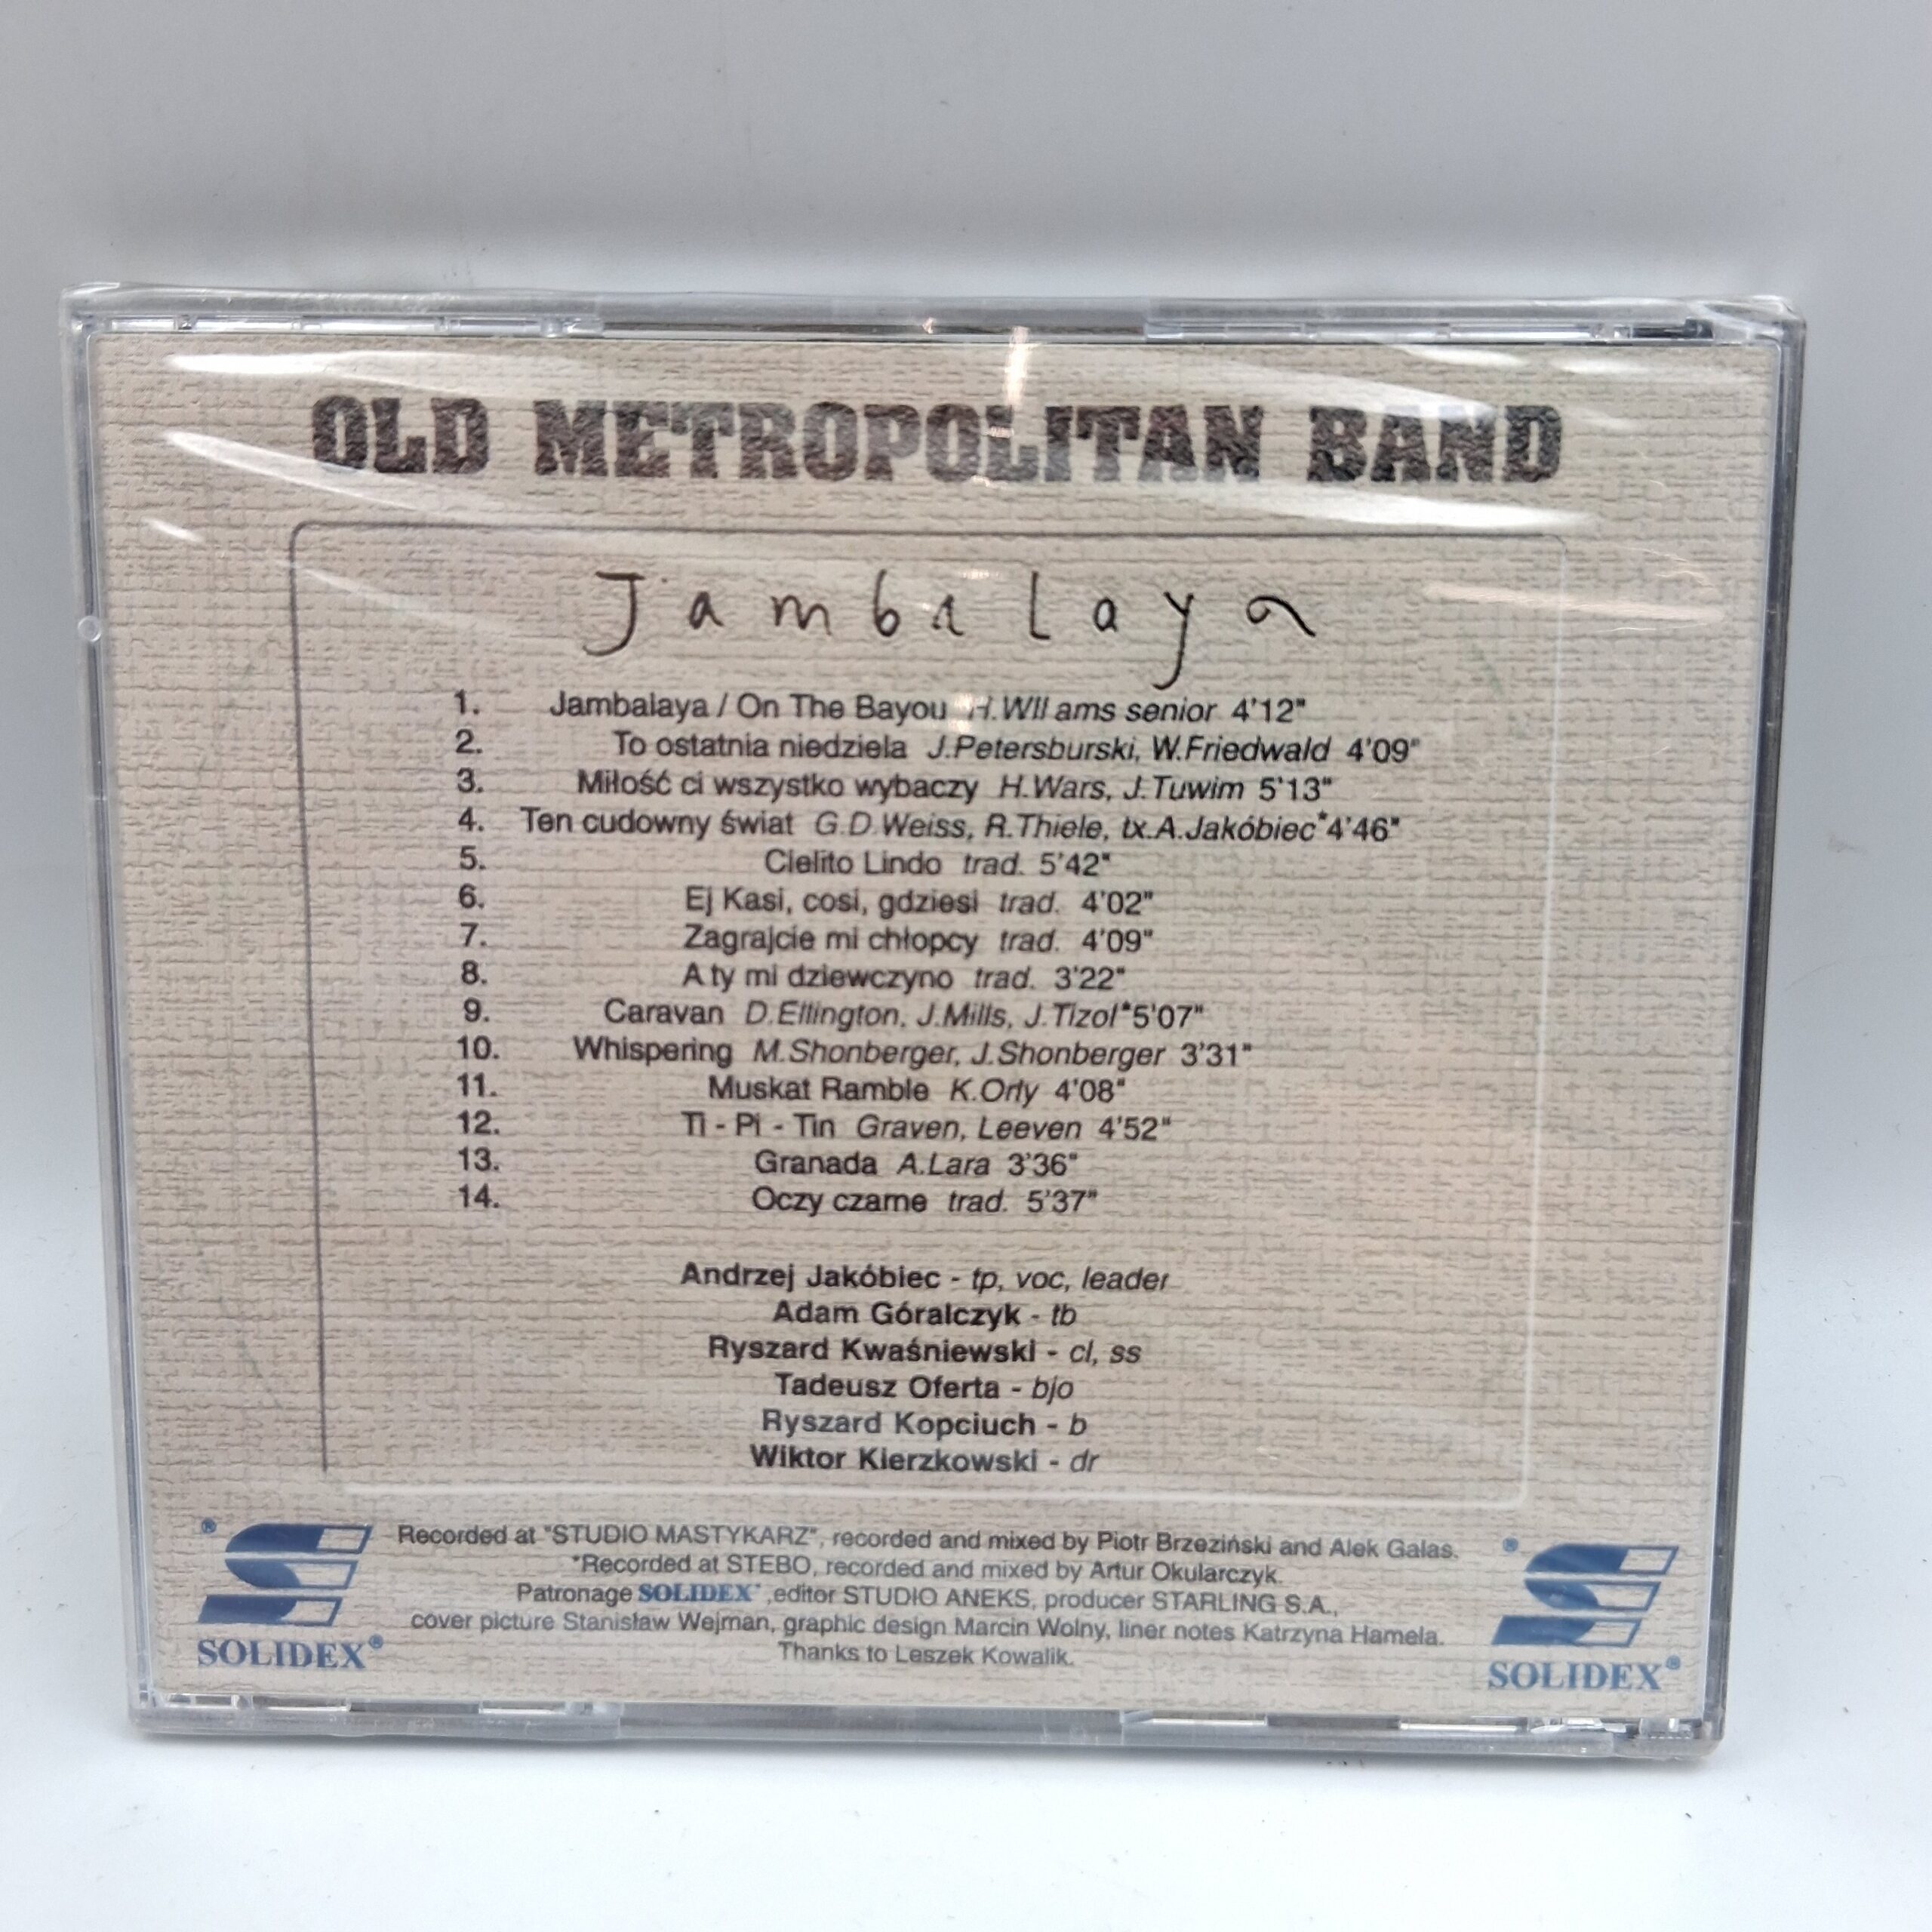 OLD METROPOLITAN BAND
Jambalaya
1. Jambalaya / On The Bayou H.WIlliams senior 4'12"
2. To ostatnia niedziela J.Petersburski, W.Friedwald 4'09"
3. Miłość ci wszystko wybaczy H.Wars, J.Tuwim 5'13"
4. Ten cudowny świat G.D.Weiss, R.Thiele, tx.A.Jakóbiec*4'46"
5. Cielito Lindo trad. 5'42"
6. Ej Kasi, cosi, gdziesi trad. 4'02"
7. Zagrajcie mi chłopcy trad. 4'09"
8. A ty mi dziewczyno trad. 3'22"
9. Caravan D.Ellington, J.Mills, J.Tizol*5'07"
10. Whispering M.Shonberger, J.Shonberger 3'31"
11. Muskat Ramble K.Orly 4'08"
12. Ti - Pi - Tin Graven, Leeven 4'52"
13. Granada A.Lara 3'36"
14. Oczy czarne trad. 5'37"
Andrzej Jakóbiec - tp, voc, leader
Adam Góralczyk - tb
Ryszard Kwaśniewski - cl, ss
Tadeusz Oferta - bjo
Ryszard Kopciuch - b
Wiktor Kierzkowski - dr
Recorded at "STUDIO MASTYKARZ", recorded and mixed by Piotr Brzeziński and Alek Galas.
*Recorded at STEBO, recorded and mixed by Artur Okularczyk.
Patronage SOLIDEX® ,editor STUDIO ANEKS, producer STARLING S.A.,
cover picture Stanisław Wejman, graphic design Marcin Wolny, liner notes Katrzyna Hamela.
Thanks to Leszek Kowalik.
® SOLIDEX®
® SOLIDEX®